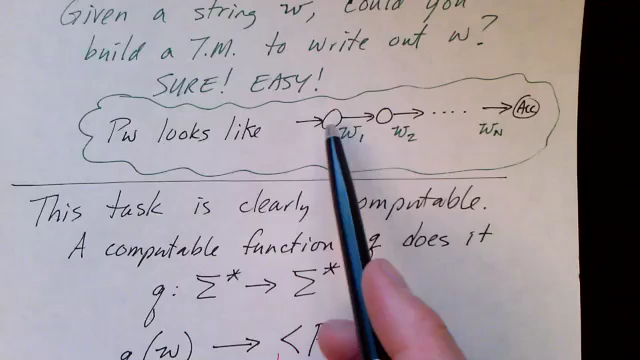 Given a string w, could you
build a T.M. to write out w?
SURE! EASY!
Pw looks like → → → .... → Acc
w1 w2 wN
This task is clearly computable.
A computable function q does it
q: Σ* → Σ*
q(w) → <P